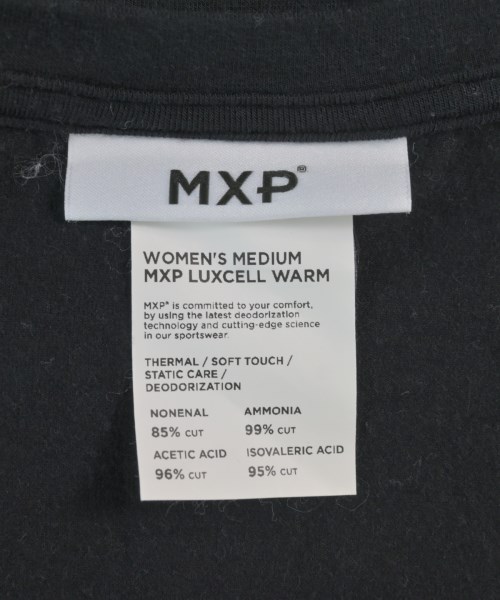 MXP®
WOMEN'S MEDIUM
MXP LUXCELL WARM
MXP® is committed to your comfort,
by using the latest deodorization
technology and cutting-edge science
in our sportswear.
THERMAL / SOFT TOUCH /
STATIC CARE /
DEODORIZATION
NONENAL AMMONIA
85% CUT 99% CUT
ACETIC ACID ISOVALERIC ACID
96% CUT 95% CUT